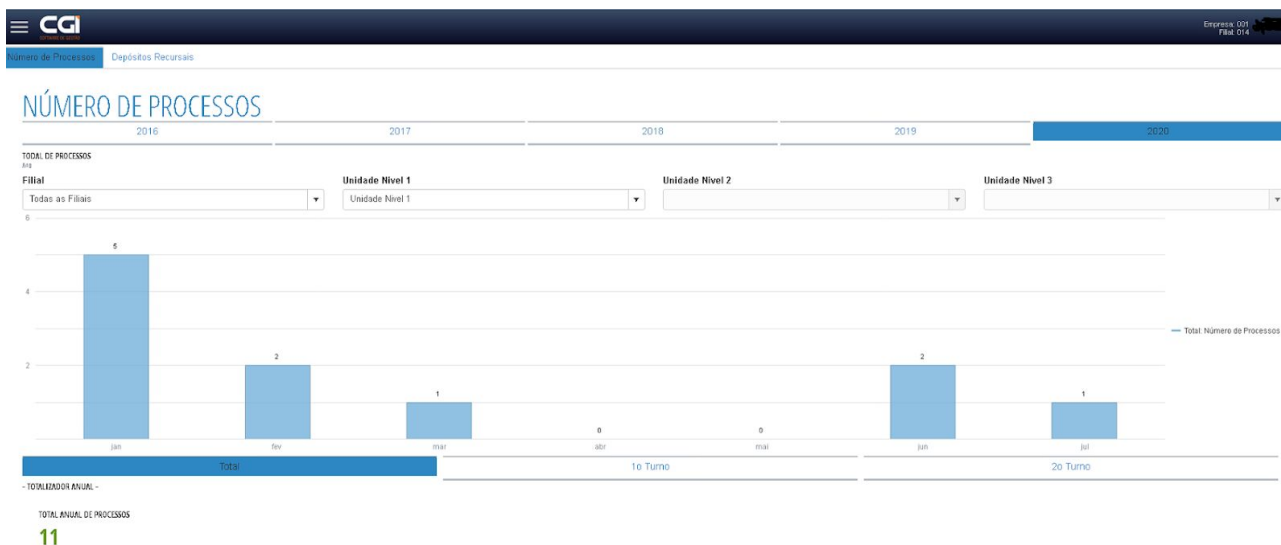 CGI
SOFTWARE DE GESTÃO
Empresa: 001
Filial: 014
Número de Processos
Depósitos Recursais
NÚMERO DE PROCESSOS
2016 2017 2018 2019 2020
TODAL DE PROCESSOS
Filial Unidade Nivel 1 Unidade Nivel 2 Unidade Nivel 3
Todas as Filiais Unidade Nivel 1
6
5
4
2
2 2
1 1
0 0
Total: Número de Processos
jan fev mar abr mai jun jul
Total 1o Turno 2o Turno
- TOTALIZADOR ANUAL -
TOTAL ANUAL DE PROCESSOS
11